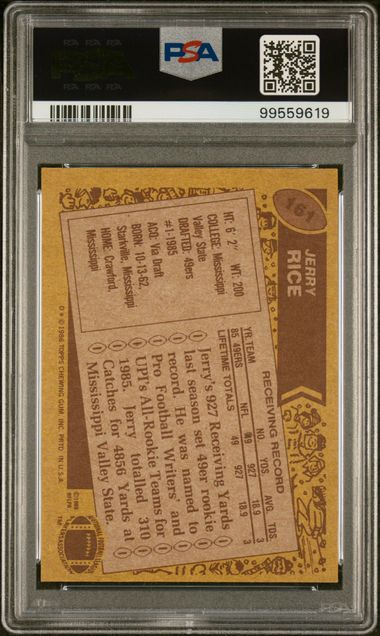 PSA
99559619
161
JERRY
RICE
HT: 6' 2" WT: 200
COLLEGE: Mississippi
Valley State
DRAFTED: 49ers
#1-1985
ACQ: Via Draft
BORN: 10-13-62,
Starkville, Mississippi
HOME: Crawford,
Mississippi
RECEIVING RECORD
YR. TEAM NO. YDS. AVG. TDS
NFL
85 49ERS 49 927 18.9 3
LIFETIME TOTALS 49 927 18.9 3
Jerry's 927 Receiving Yards
last season set 49er rookie
record. He was named to
Pro Football Writers' and
UPI's All-Rookie Teams for
1985. Jerry totalled 310
Catches for 4856 Yards at
Mississippi Valley State.
© 1986 TOPPS CHEWING GUM, INC. PRTD. IN U.S.A.